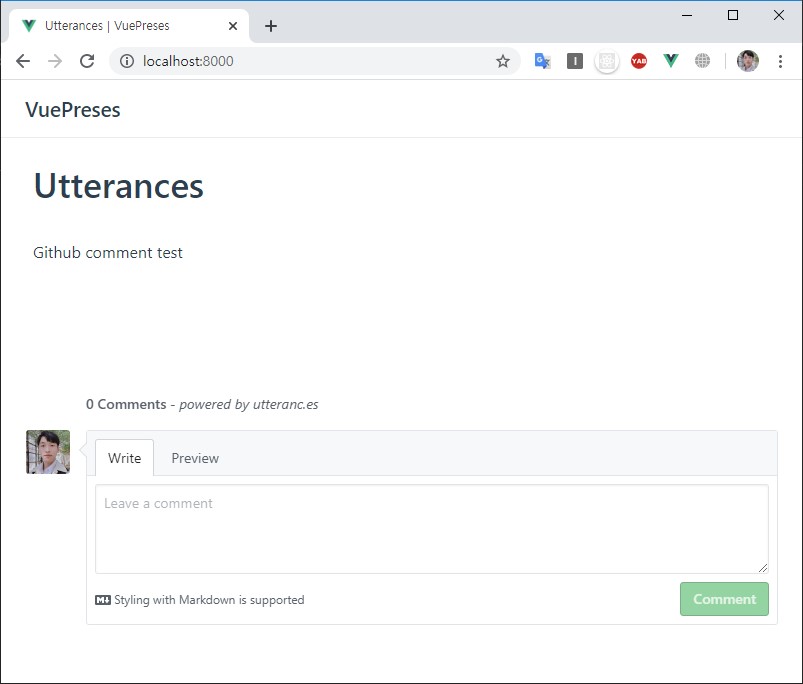 Utterances | VuePreses
localhost:8000
I
YAB
VuePreses
Utterances
Github comment test
0 Comments - powered by utteranc.es
Write Preview
Leave a comment
Styling with Markdown is supported
Comment